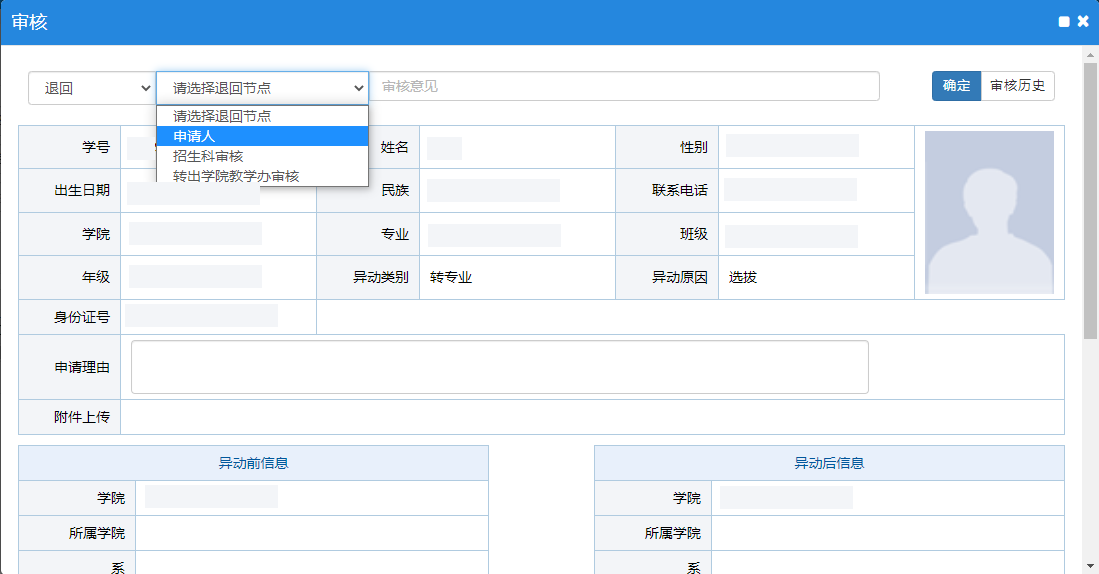 审核
退回 请选择退回节点 审核意见 确定 审核历史
请选择退回节点
申请人
招生科审核
转出学院教学办审核
学号 姓名 性别
出生日期 民族 联系电话
学院 专业 班级
年级 异动类别 转专业 异动原因 选拔
身份证号
申请理由
附件上传
异动前信息 异动后信息
学院 学院
所属学院 所属学院
系 系